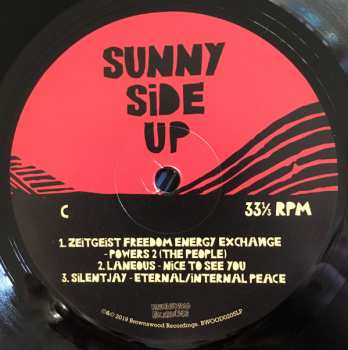 SUNNY
SiDE
UP
C
33⅓ RPM
1. ZEiTGEiST FREEDOM ENERGY EXCHANGE
- POWERS 2 (THE PEOPLE)
2. LANEOUS - NiCE TO SEE YOU
3. SiLENTJAY - ETERNAL/iNTERNAL PEACE
BROWNSWOOD
RECORDINGS
℗&© 2019 Brownswood Recordings. BWOOD0205LP